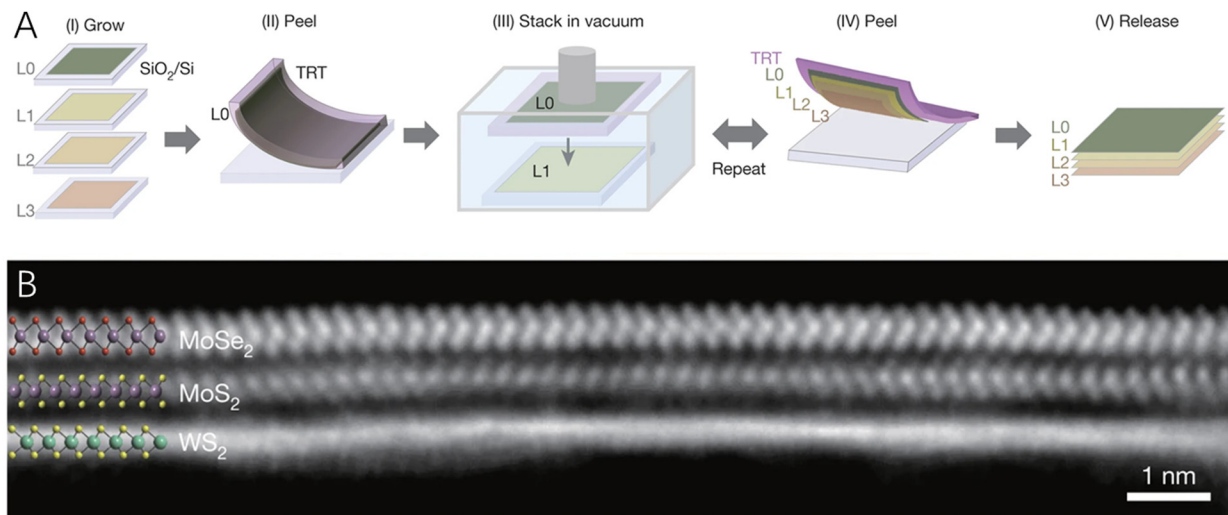 A
(I) Grow
(II) Peel
(III) Stack in vacuum
(IV) Peel
(V) Release
L0
SiO2/Si
L1
L2
L3
TRT
L0
L0
L1
Repeat
TRT
L0
L1
L2
L3
L0
L1
L2
L3
B
MoSe2
MoS2
WS2
1 nm